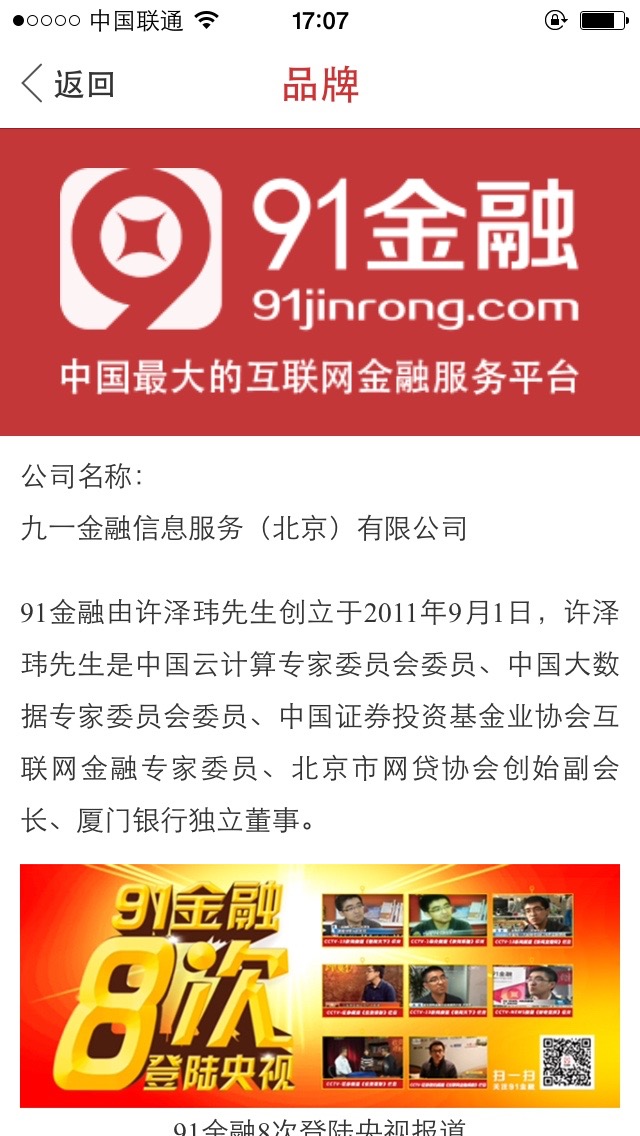 中国联通
17:07
返回
品牌
91金融
91jinrong.com
中国最大的互联网金融服务平台
公司名称：
九一金融信息服务（北京）有限公司
91金融由许泽玮先生创立于2011年9月1日，许泽
玮先生是中国云计算专家委员会委员、中国大数
据专家委员会委员、中国证券投资基金业协会互
联网金融专家委员、北京市网贷协会创始副会
长、厦门银行独立董事。
91金融
8次
登陆央视
扫一扫
关注91金融
91金融8次登陆央视报道